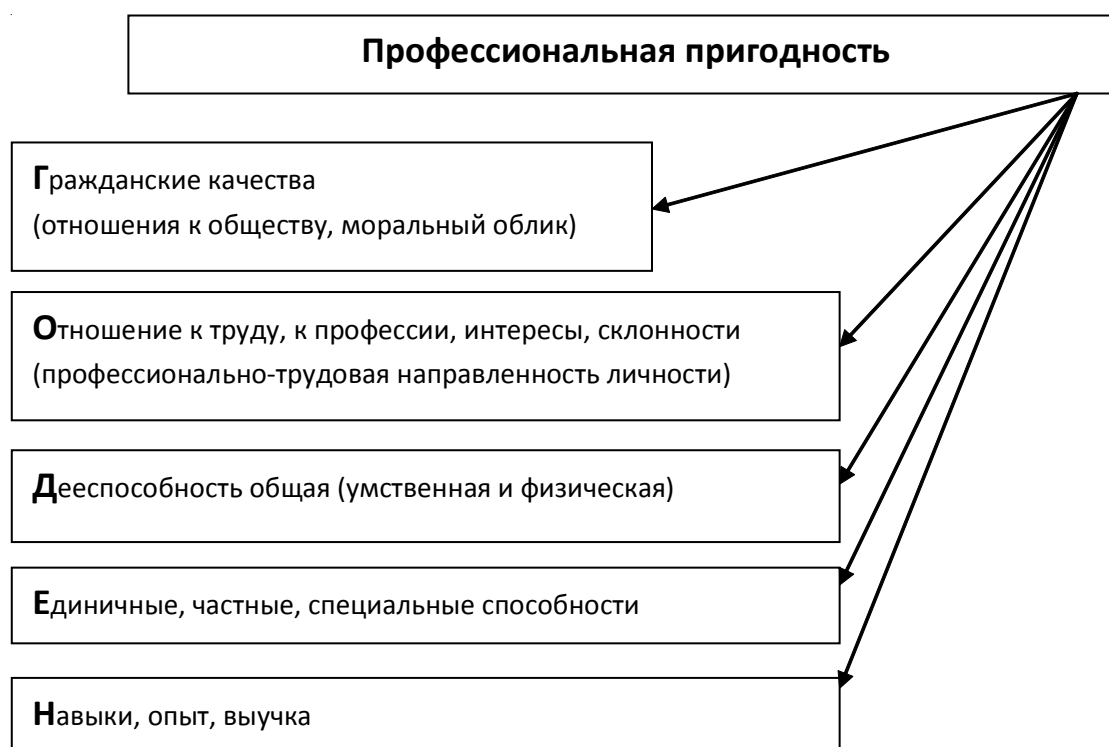 Профессиональная пригодность
Гражданские качества
(отношения к обществу, моральный облик)
Отношение к труду, к профессии, интересы, склонности
(профессионально-трудовая направленность личности)
Дееспособность общая (умственная и физическая)
Единичные, частные, специальные способности
Навыки, опыт, выучка